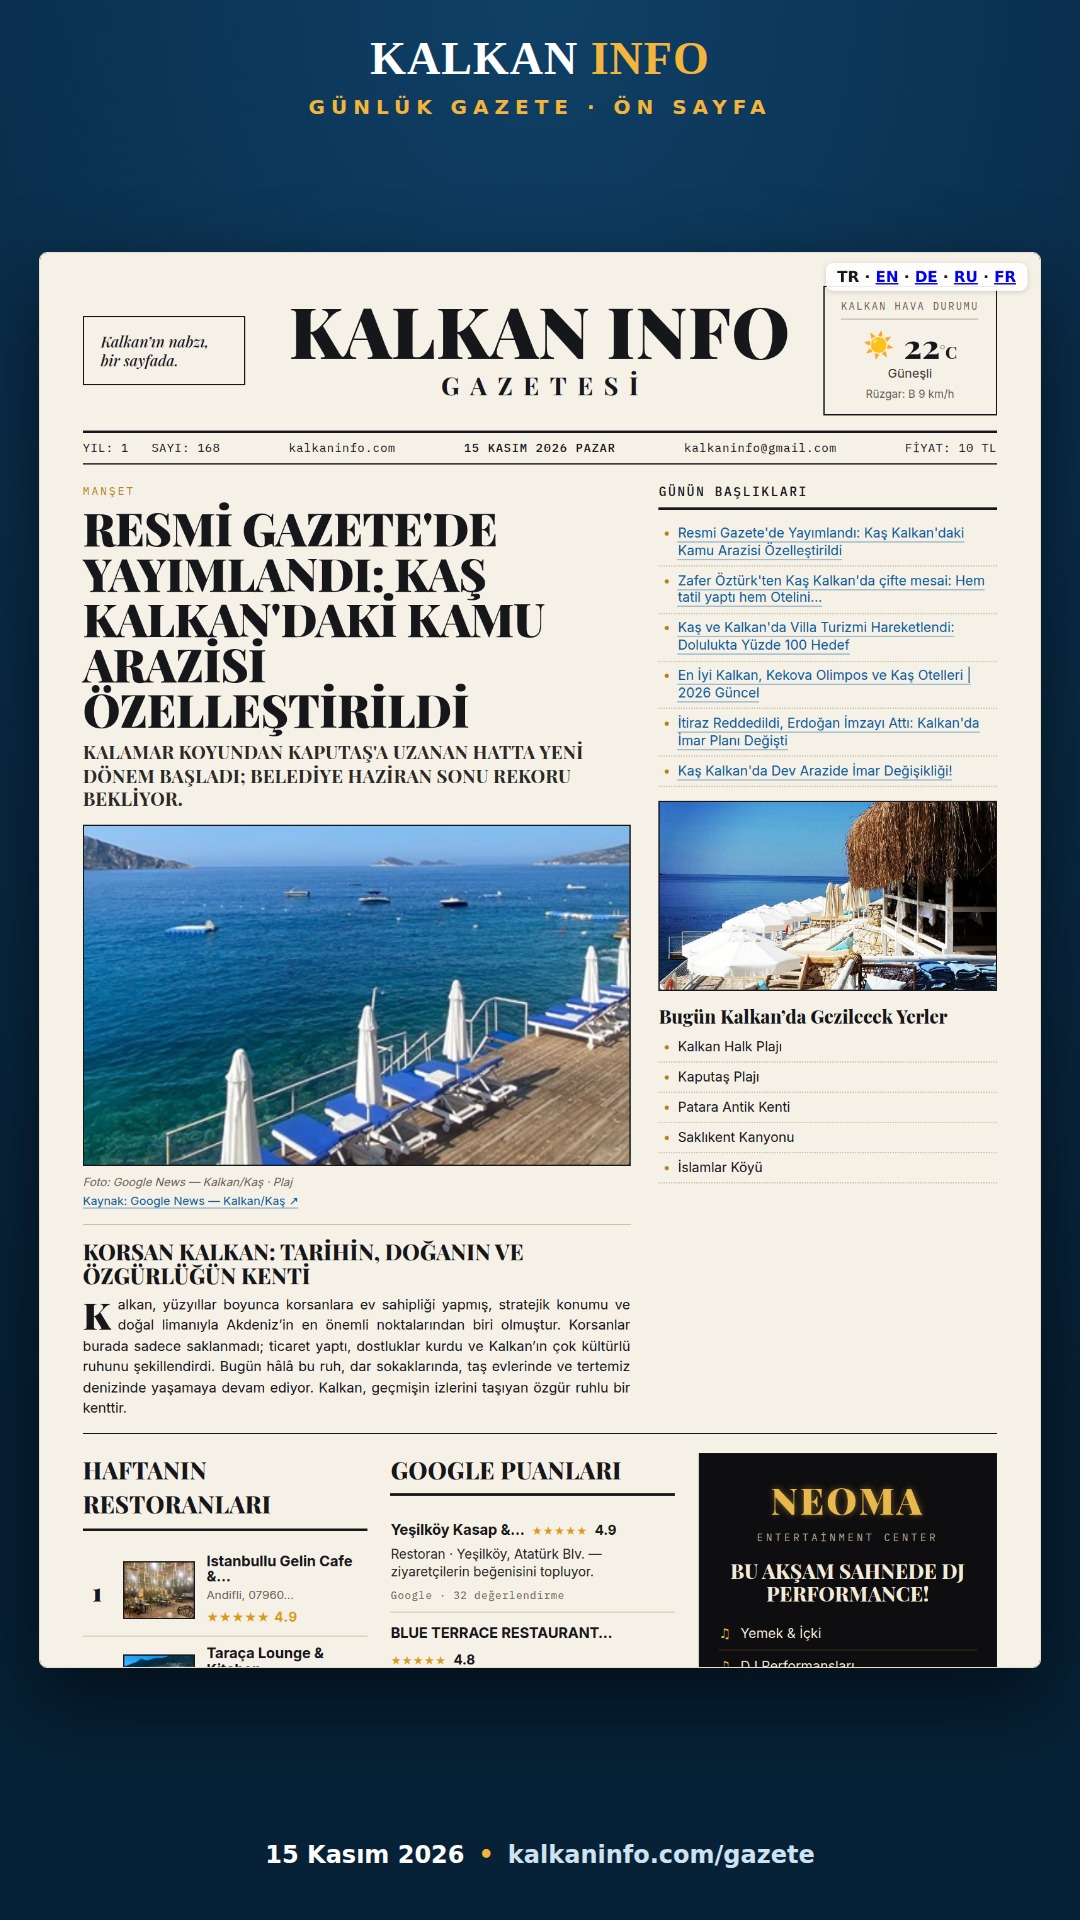 KALKAN INFO
GÜNLÜK GAZETE · ÖN SAYFA
TR · EN · DE · RU · FR
Kalkan’ın nabzı,
bir sayfada.
KALKAN INFO
GAZETESİ
KALKAN HAVA DURUMU
☀️ 22°C
Güneşli
Rüzgar: B 9 km/h
YIL: 1 SAYI: 168 kalkaninfo.com 15 KASIM 2026 PAZAR kalkaninfo@gmail.com FİYAT: 10 TL
MANŞET
RESMİ GAZETE'DE
YAYIMLANDI: KAŞ
KALKAN'DAKİ KAMU
ARAZİSİ
ÖZELLEŞTİRİLDİ
KALAMAR KOYUNDAN KAPUTAŞ'A UZANAN HATTA YENİ
DÖNEM BAŞLADI; BELEDİYE HAZİRAN SONU REKORU
BEKLİYOR.
Foto: Google News — Kalkan/Kaş · Plaj
Kaynak: Google News — Kalkan/Kaş ↗
KORSAN KALKAN: TARİHİN, DOĞANIN VE
ÖZGÜRLÜĞÜN KENTİ
Kalkan, yüzyıllar boyunca korsanlara ev sahipliği yapmış, stratejik konumu ve
doğal limanıyla Akdeniz’in en önemli noktalarından biri olmuştur. Korsanlar
burada sadece saklanmadı; ticaret yaptı, dostluklar kurdu ve Kalkan’ın çok kültürlü
ruhunu şekillendirdi. Bugün hâlâ bu ruh, dar sokaklarında, taş evlerinde ve tertemiz
denizinde yaşamaya devam ediyor. Kalkan, geçmişin izlerini taşıyan özgür ruhlu bir
kenttir.
GÜNÜN BAŞLIKLARI
• Resmi Gazete'de Yayımlandı: Kaş Kalkan'daki
Kamu Arazisi Özelleştirildi
• Zafer Öztürk'ten Kaş Kalkan'da çifte mesai: Hem
tatil yaptı hem Otelini...
• Kaş ve Kalkan'da Villa Turizmi Hareketlendi:
Dolulukta Yüzde 100 Hedef
• En İyi Kalkan, Kekova Olimpos ve Kaş Otelleri |
2026 Güncel
• İtiraz Reddedildi, Erdoğan İmzayı Attı: Kalkan'da
İmar Planı Değişti
• Kaş Kalkan'da Dev Arazide İmar Değişikliği!
Bugün Kalkan’da Gezilecek Yerler
• Kalkan Halk Plajı
• Kaputaş Plajı
• Patara Antik Kenti
• Saklıkent Kanyonu
• İslamlar Köyü
HAFTANIN
RESTORANLARI
1
Istanbullu Gelin Cafe
&...
Andifli, 07960...
★★★★★ 4.9
Taraça Lounge &
GOOGLE PUANLARI
Yeşilköy Kasap &... ★★★★★ 4.9
Restoran · Yeşilköy, Atatürk Blv. —
ziyaretçilerin beğenisini topluyor.
Google · 32 değerlendirme
BLUE TERRACE RESTAURANT...
★★★★★ 4.8
NEOMA
ENTERTAİNMENT CENTER
BU AKŞAM SAHNEDE DJ
PERFORMANCE!
♫ Yemek & İçki
♫ DJ Performansları
15 Kasım 2026 • kalkaninfo.com/gazete